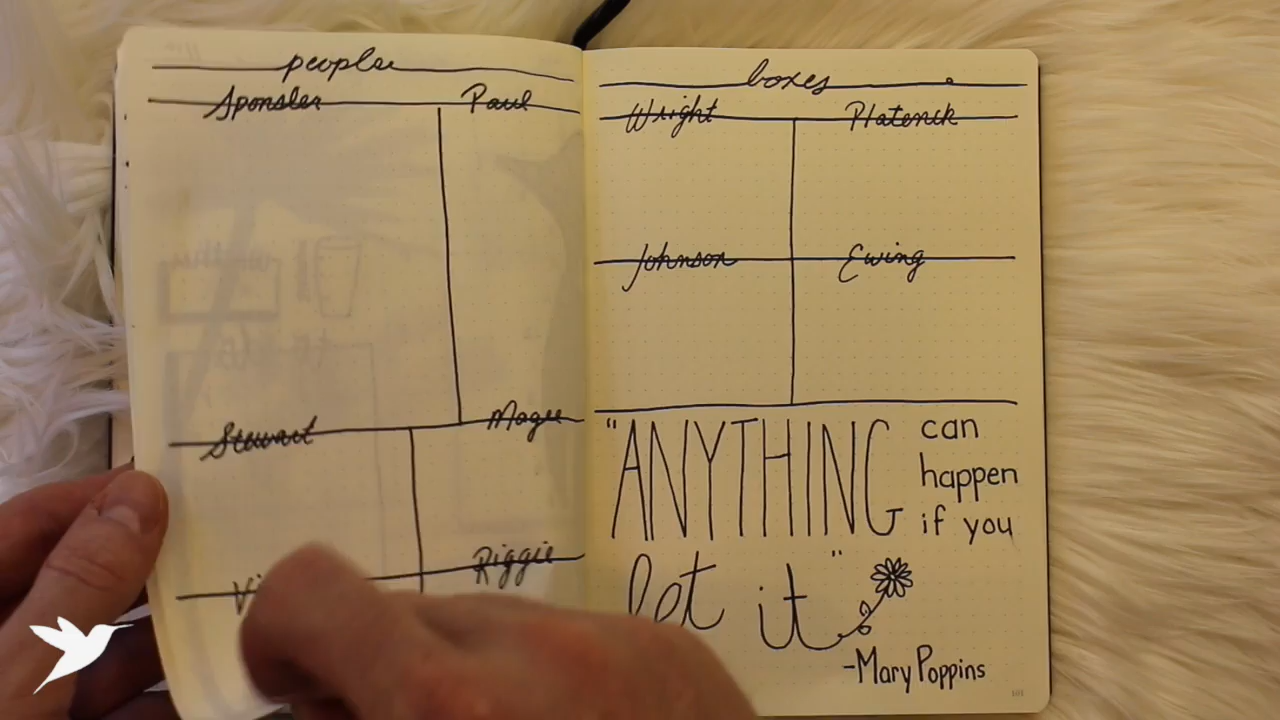 people
Sponsler Paul
Stewart Magee
Riggie
boxes
Wright Platenik
Johnson Ewing
"ANYTHING can
happen
if you
let it"
-Mary Poppins